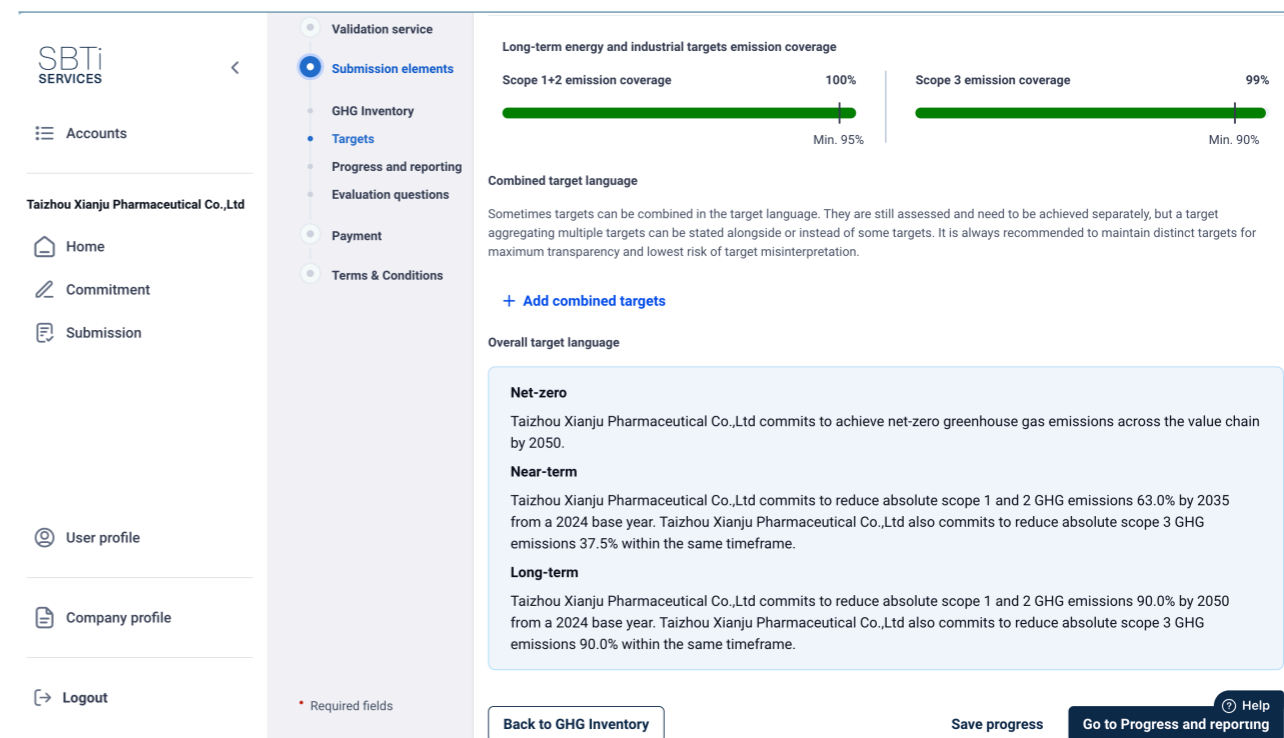 SBTi
SERVICES
Accounts
Taizhou Xianju Pharmaceutical Co.,Ltd
Home
Commitment
Submission
User profile
Company profile
Logout
Validation service
Submission elements
GHG Inventory
Targets
Progress and reporting
Evaluation questions
Payment
Terms & Conditions
* Required fields
Long-term energy and industrial targets emission coverage
Scope 1+2 emission coverage 100%
Min. 95%
Scope 3 emission coverage 99%
Min. 90%
Combined target language
Sometimes targets can be combined in the target language. They are still assessed and need to be achieved separately, but a target
aggregating multiple targets can be stated alongside or instead of some targets. It is always recommended to maintain distinct targets for
maximum transparency and lowest risk of target misinterpretation.
+ Add combined targets
Overall target language
Net-zero
Taizhou Xianju Pharmaceutical Co.,Ltd commits to achieve net-zero greenhouse gas emissions across the value chain
by 2050.
Near-term
Taizhou Xianju Pharmaceutical Co.,Ltd commits to reduce absolute scope 1 and 2 GHG emissions 63.0% by 2035
from a 2024 base year. Taizhou Xianju Pharmaceutical Co.,Ltd also commits to reduce absolute scope 3 GHG
emissions 37.5% within the same timeframe.
Long-term
Taizhou Xianju Pharmaceutical Co.,Ltd commits to reduce absolute scope 1 and 2 GHG emissions 90.0% by 2050
from a 2024 base year. Taizhou Xianju Pharmaceutical Co.,Ltd also commits to reduce absolute scope 3 GHG
emissions 90.0% within the same timeframe.
Help
Back to GHG Inventory
Save progress
Go to Progress and reporting